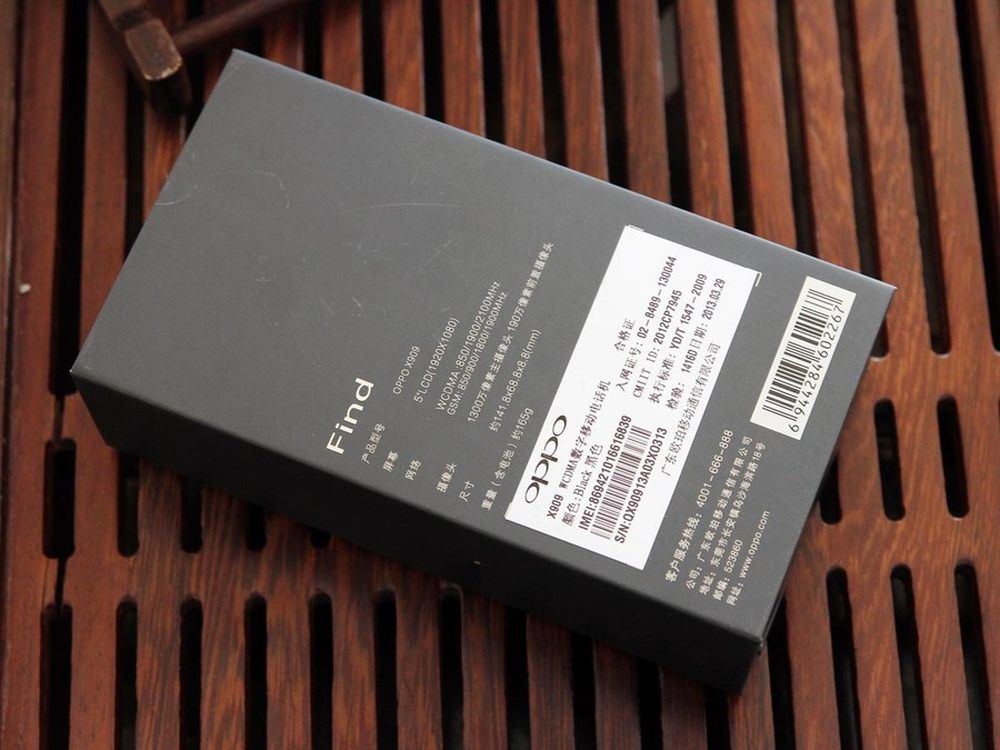 Find
产品型号 OPPO X909
屏幕 5"LCD(1920X1080)
网络 WCDMA:850/1900/2100MHz
GSM:850/900/1800/1900MHz
摄像头 1300万像素主摄像头 190万像素前置摄像头
尺寸 约141.8x68.8x8.8(mm)
重量(含电池) 约165g
oppo
X909 WCDMA数字移动电话机
颜色:Black 黑色
IMEI:869421016616839
S/N:QX90913A03X0313
合格证
入网证号: 02-8489-130044
CMIIT ID: 2012CP7945
执行标准: YD/T 1547-2009
检验: 1416D 日期: 2013.03.29
广东欧珀移动通信有限公司
6944284602267
客户服务热线: 4001-666-888
公司: 广东欧珀移动通信有限公司
地址: 东莞市长安镇乌沙海滨路18号
邮编: 523860
网址: www.oppo.com